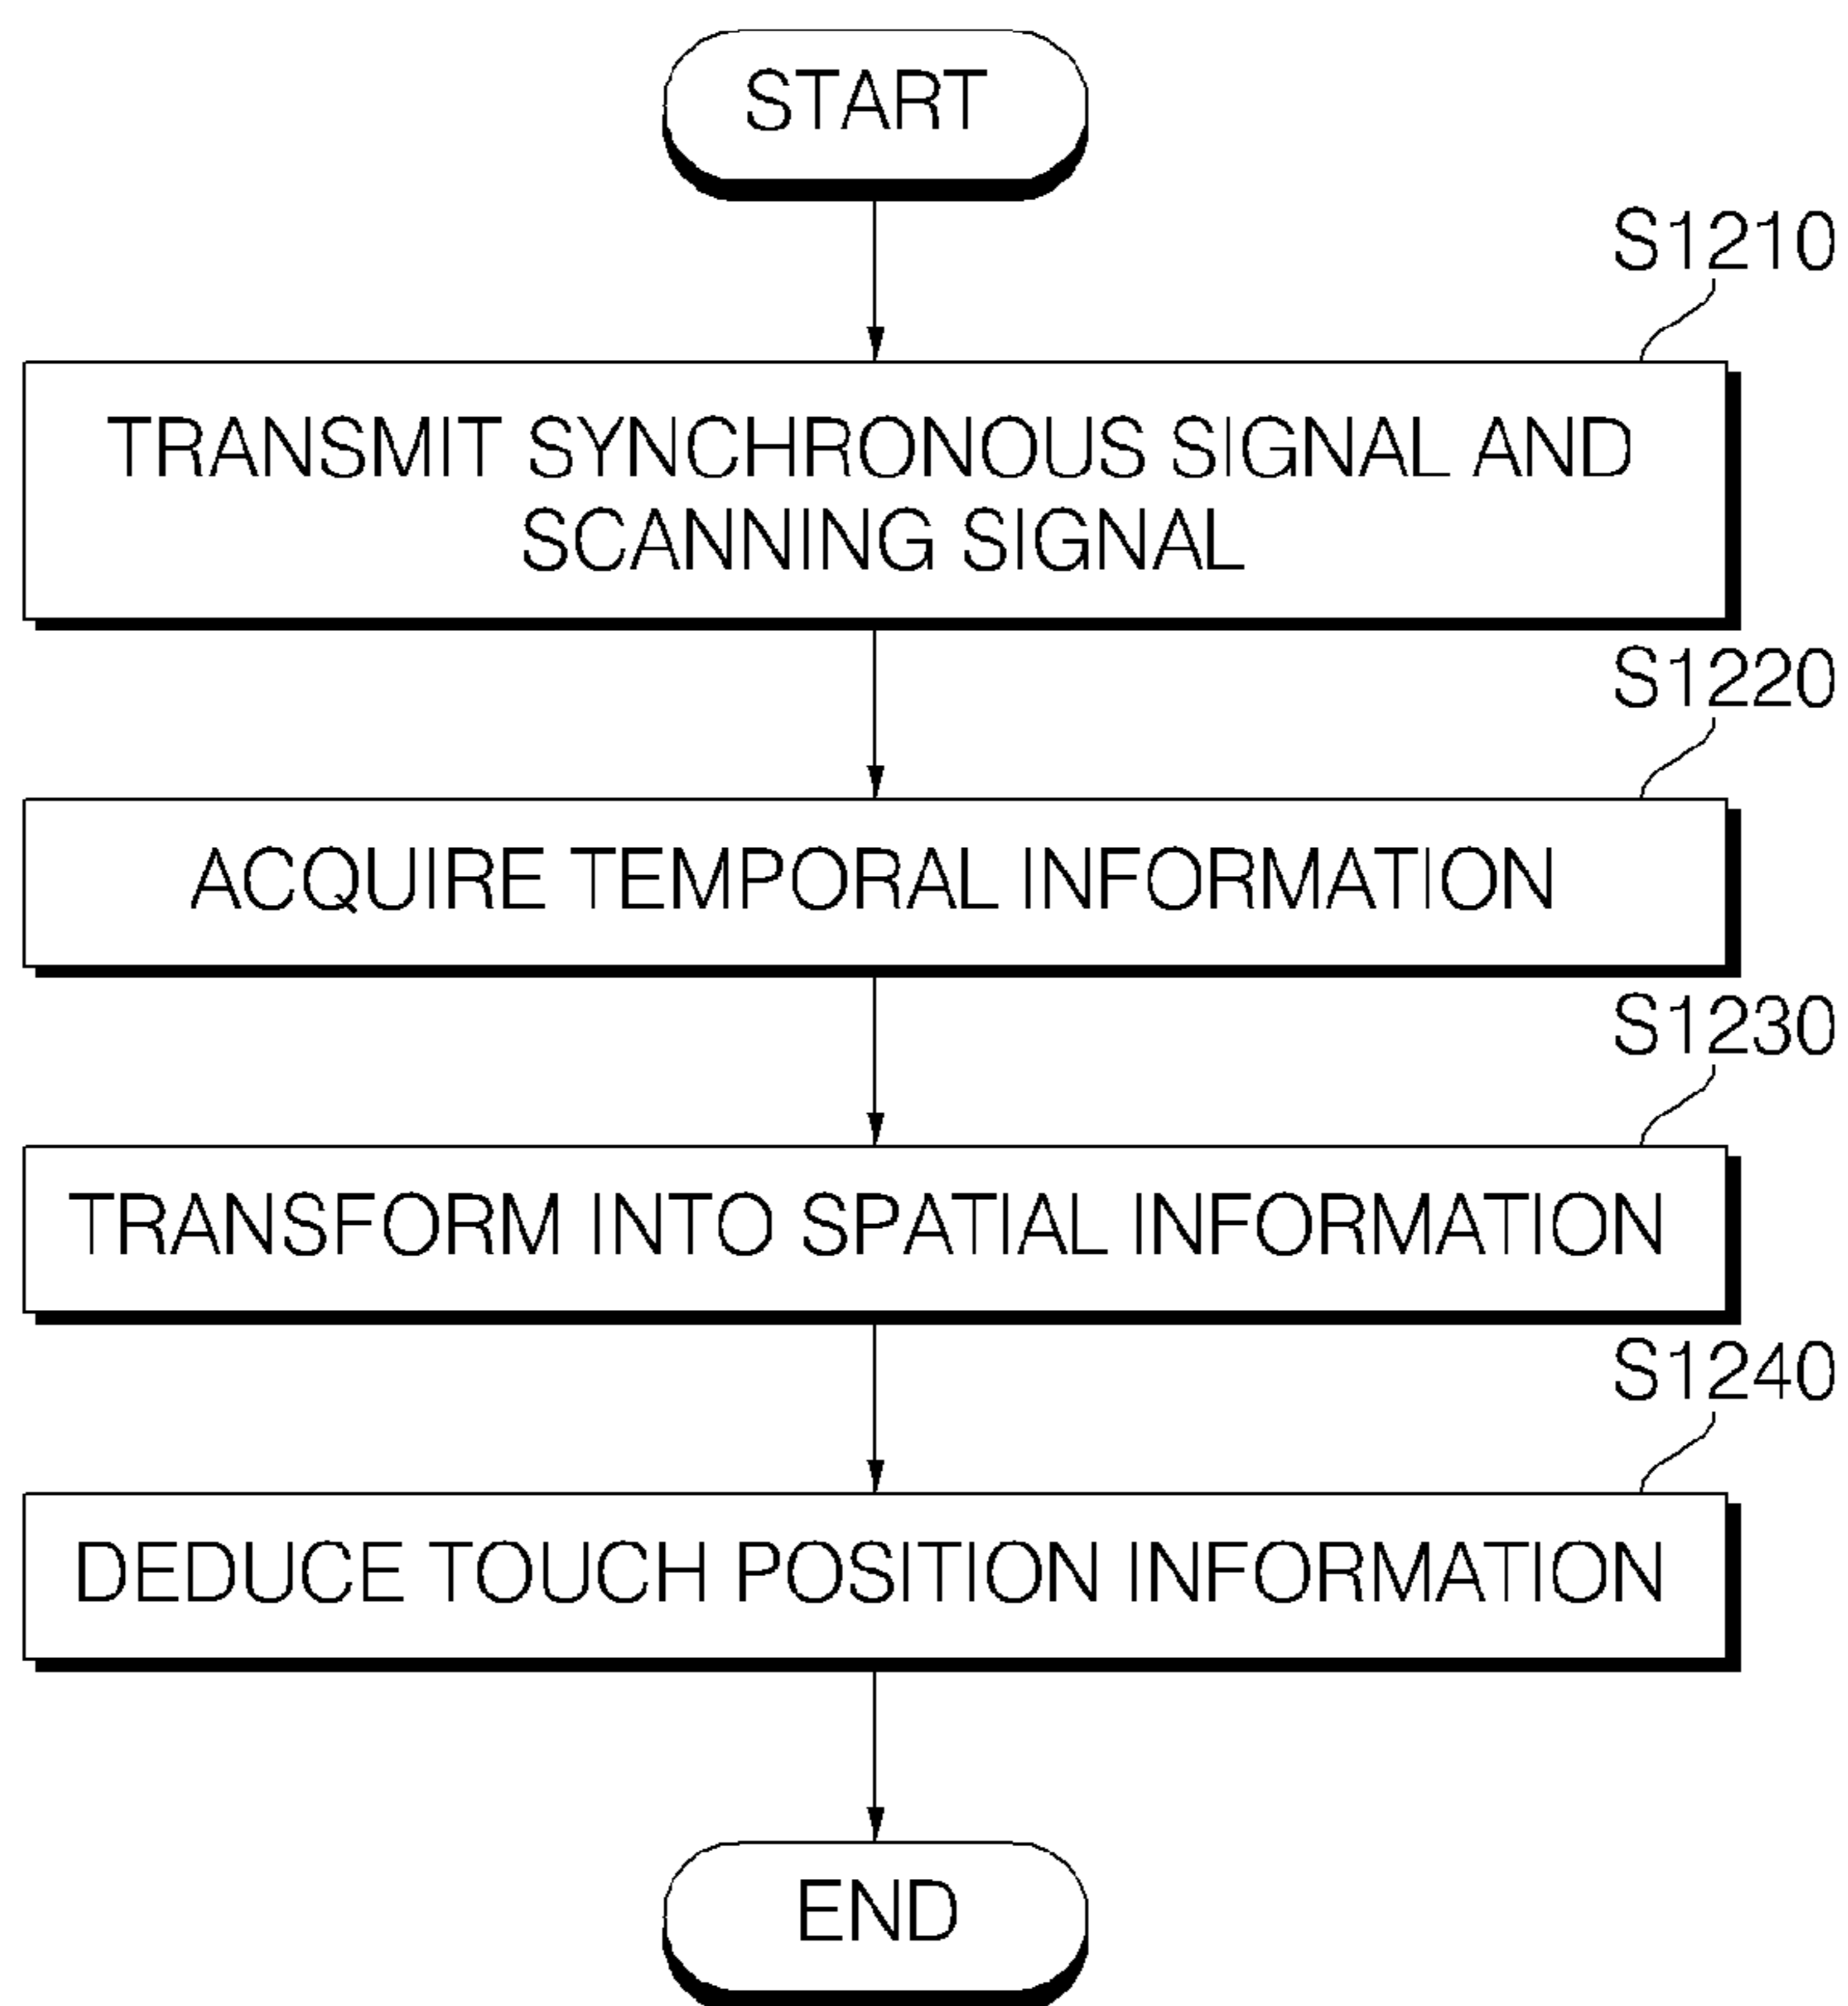 START
S1210
TRANSMIT SYNCHRONOUS SIGNAL AND
SCANNING SIGNAL
S1220
ACQUIRE TEMPORAL INFORMATION
S1230
TRANSFORM INTO SPATIAL INFORMATION
S1240
DEDUCE TOUCH POSITION INFORMATION
END